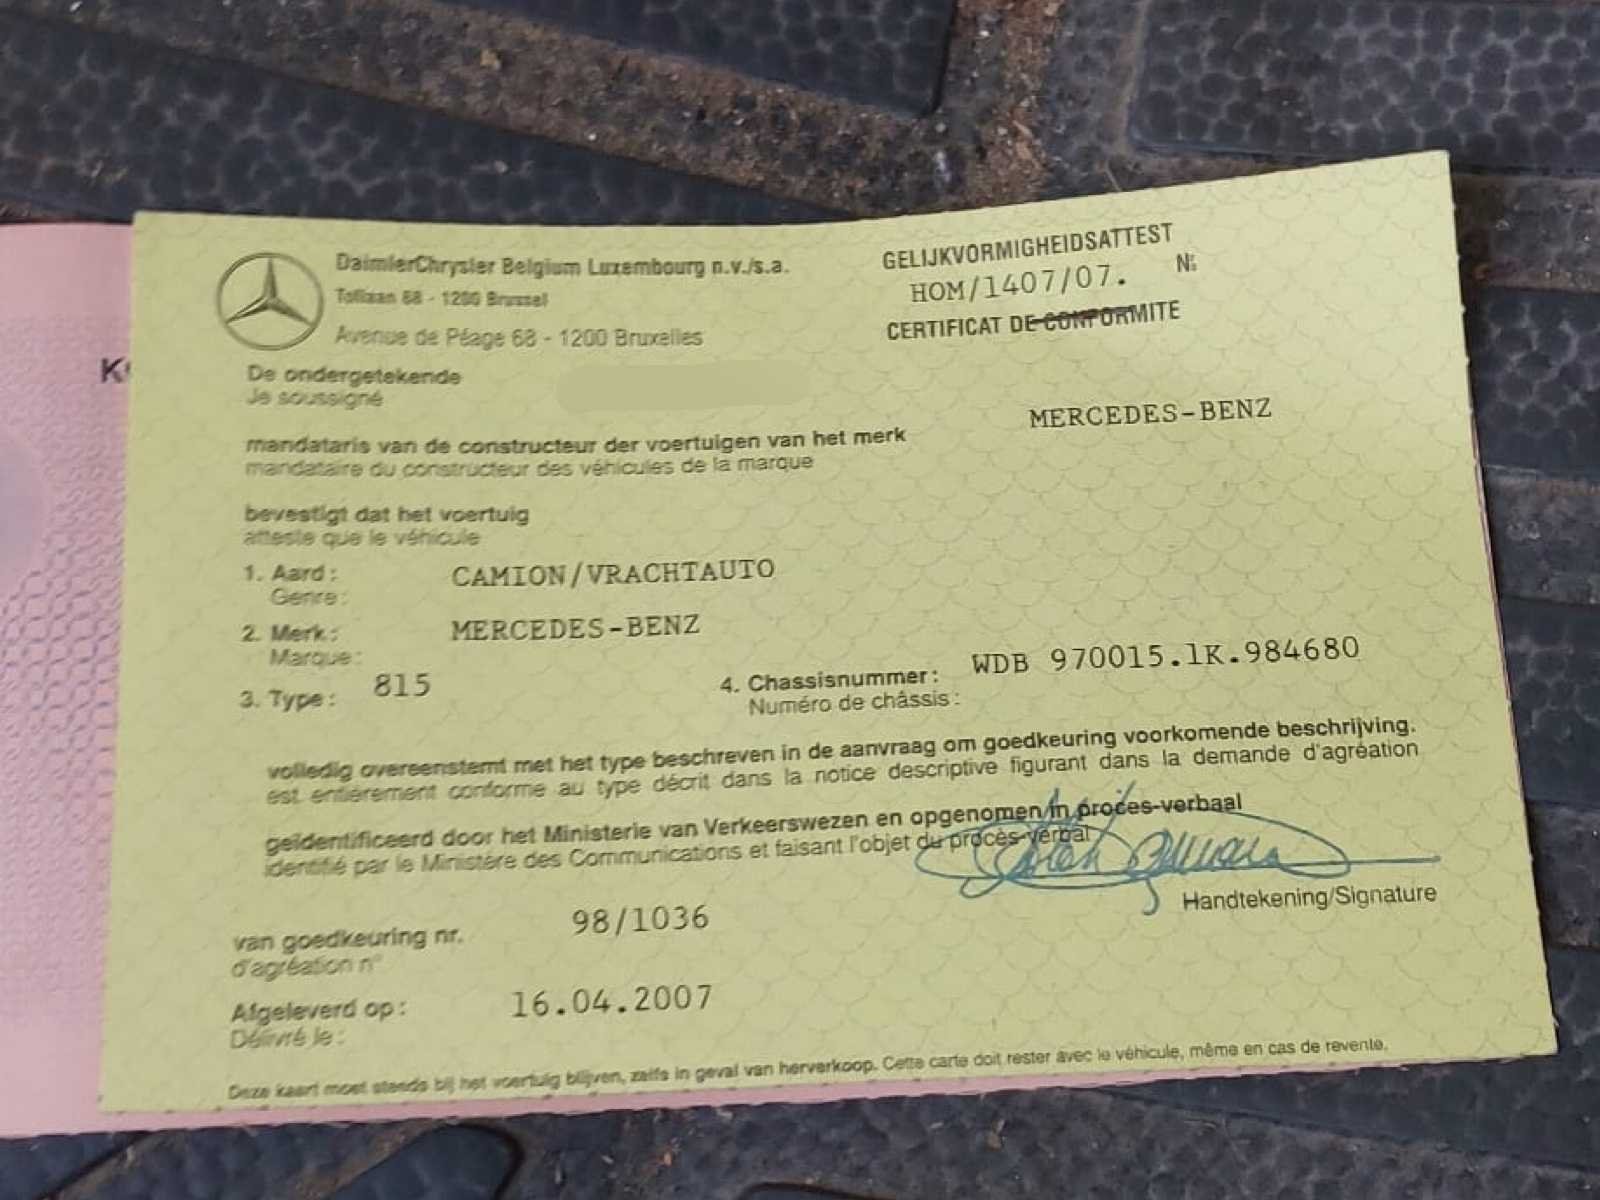 DaimlerChrysler Belgium Luxembourg n.v./s.a.
Tollaan 68 - 1200 Brussel
Avenue de Péage 68 - 1200 Bruxelles
GELIJKVORMIGHEIDSATTEST
HOM/1407/07. N:
CERTIFICAT DE CONFORMITE
K
De ondergetekende
Je soussigné
MERCEDES-BENZ
mandataris van de constructeur der voertuigen van het merk
mandataire du constructeur des véhicules de la marque
bevestigt dat het voertuig
atteste que le véhicule
1. Aard : CAMION/VRACHTAUTO
Genre :
2. Merk : MERCEDES-BENZ
Marque :
3. Type : 815
4. Chassisnummer : WDB 970015.1K.984680
Numéro de châssis :
volledig overeenstemt met het type beschreven in de aanvraag om goedkeuring voorkomende beschrijving.
est entièrement conforme au type décrit dans la notice descriptive figurant dans la demande d'agréation
geïdentificeerd door het Ministerie van Verkeerswezen en opgenomen in proces-verbaal
identifié par le Ministère des Communications et faisant l'objet du procès-verbal
Handtekening/Signature
van goedkeuring nr. 98/1036
d'agréation n°
Afgeleverd op : 16.04.2007
Délivré le :
Deze kaart moet steeds bij het voertuig blijven, zelfs in geval van herverkoop. Cette carte doit rester avec le véhicule, même en cas de revente.